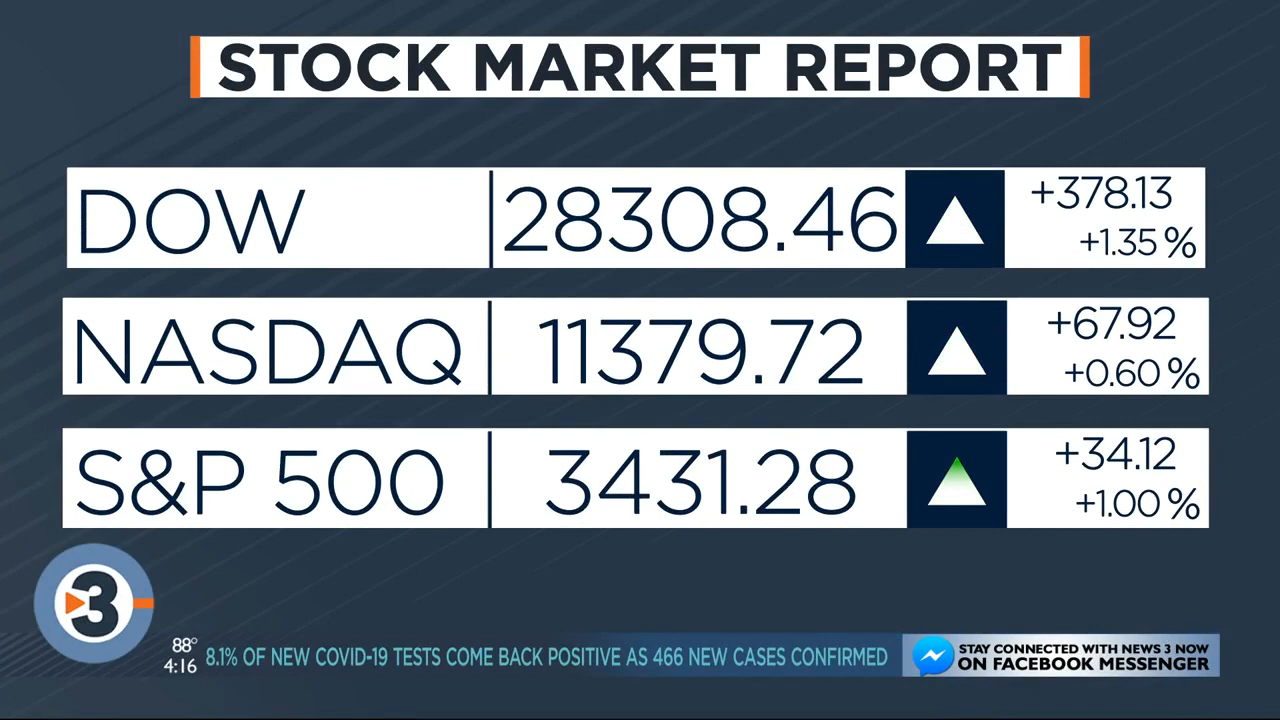 STOCK MARKET REPORT
DOW 28308.46 +378.13
+1.35%
NASDAQ 11379.72 +67.92
+0.60%
S&P 500 3431.28 +34.12
+1.00%
3
88°
4:16
8.1% OF NEW COVID-19 TESTS COME BACK POSITIVE AS 466 NEW CASES CONFIRMED
STAY CONNECTED WITH NEWS 3 NOW
ON FACEBOOK MESSENGER